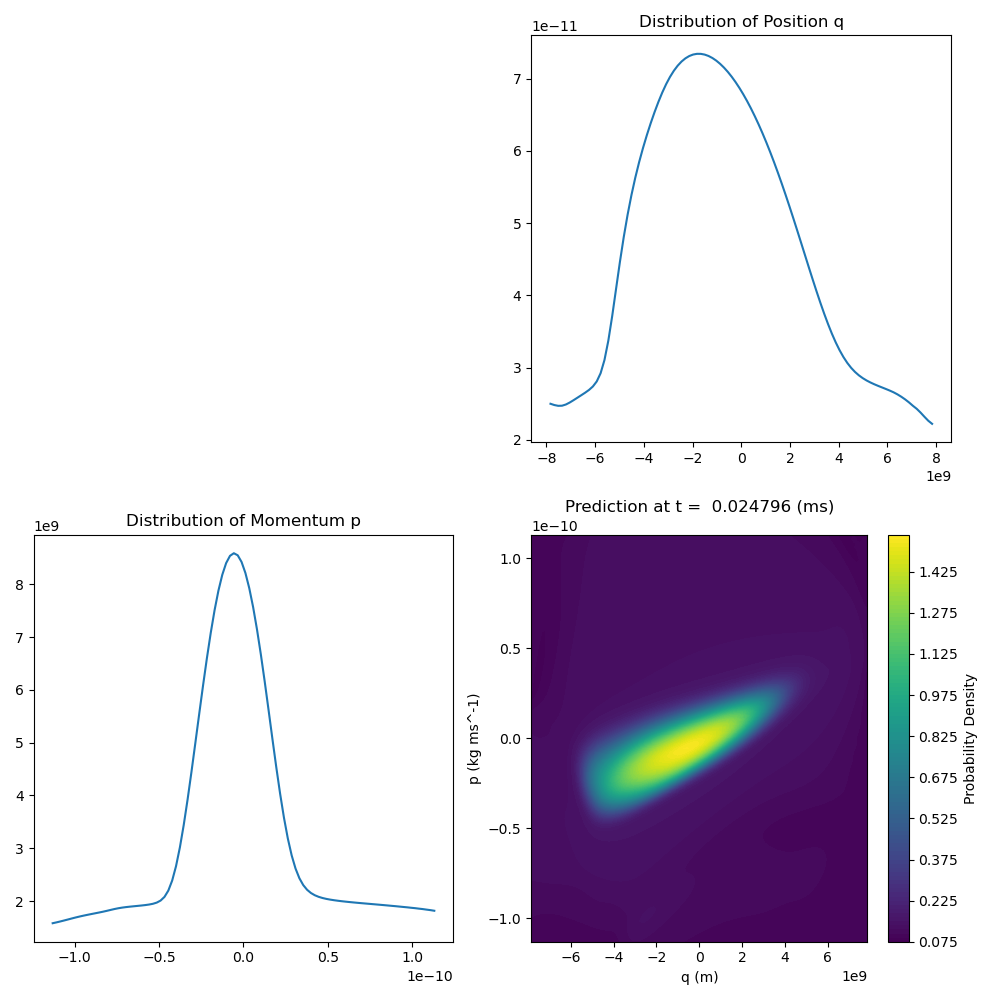 Distribution of Position q
1e−11
7
6
5
4
3
2
−8 −6 −4 −2 0 2 4 6 8
1e9
Distribution of Momentum p
1e9
8
7
6
5
4
3
2
−1.0 −0.5 0.0 0.5 1.0
1e−10
Prediction at t =  0.024796 (ms)
1e−10
1.0
0.5
0.0
−0.5
−1.0
p (kg ms^-1)
−6 −4 −2 0 2 4 6
1e9
q (m)
1.425
1.275
1.125
0.975
0.825
0.675
0.525
0.375
0.225
0.075
Probability Density